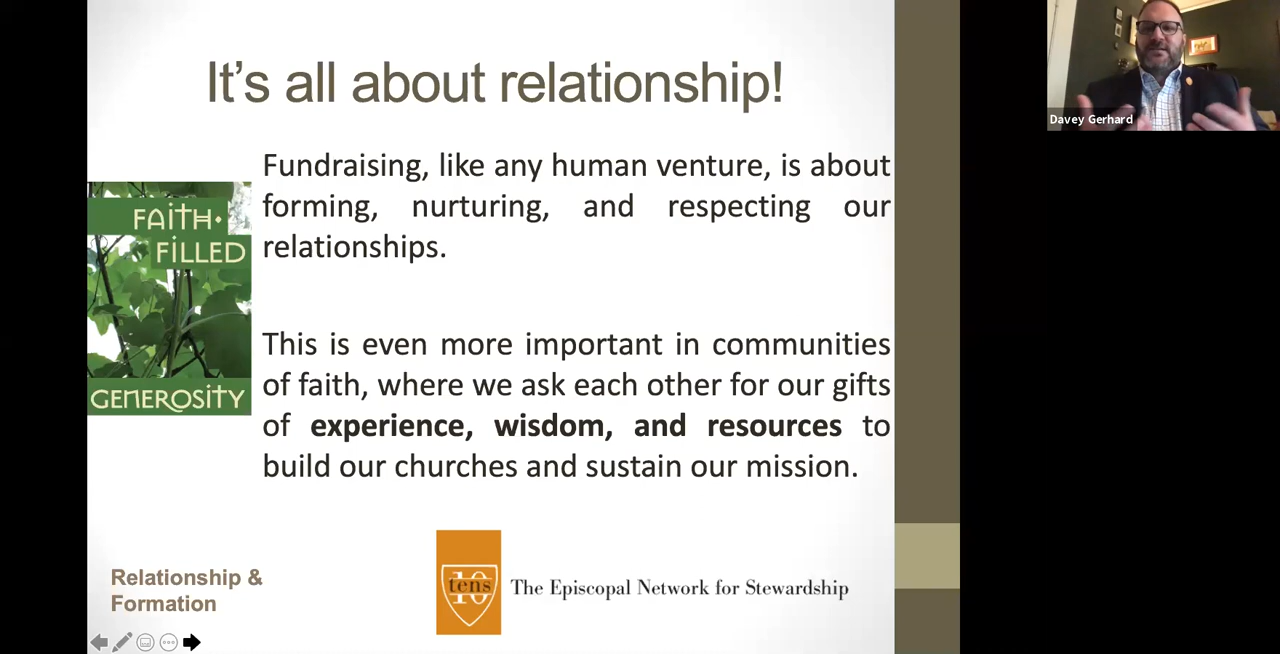 It's all about relationship!
Davey Gerhard
Fundraising, like any human venture, is about
forming, nurturing, and respecting our
relationships.
FAITH•
FILLED
GENEROSITY
This is even more important in communities
of faith, where we ask each other for our gifts
of experience, wisdom, and resources to
build our churches and sustain our mission.
Relationship &
Formation
tens
10
The Episcopal Network for Stewardship